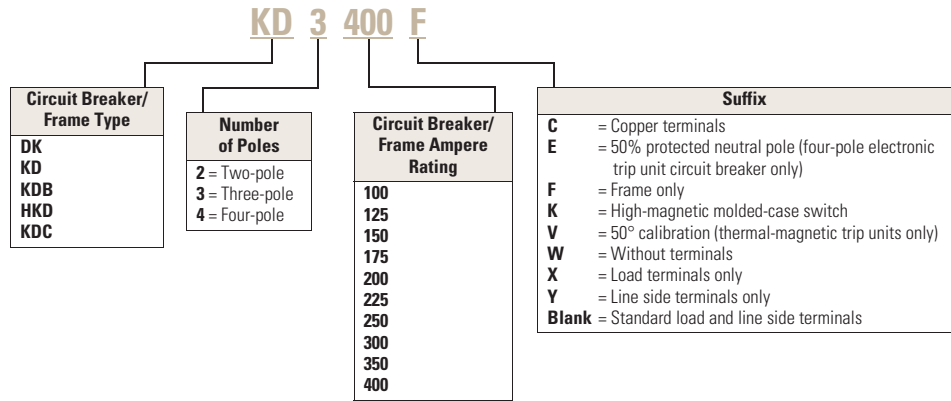 KD 3 400 F
Circuit Breaker/
Frame Type
DK
KD
KDB
HKD
KDC
Number
of Poles
2 = Two-pole
3 = Three-pole
4 = Four-pole
Circuit Breaker/
Frame Ampere
Rating
100
125
150
175
200
225
250
300
350
400
Suffix
C = Copper terminals
E = 50% protected neutral pole (four-pole electronic
trip unit circuit breaker only)
F = Frame only
K = High-magnetic molded-case switch
V = 50° calibration (thermal-magnetic trip units only)
W = Without terminals
X = Load terminals only
Y = Line side terminals only
Blank = Standard load and line side terminals